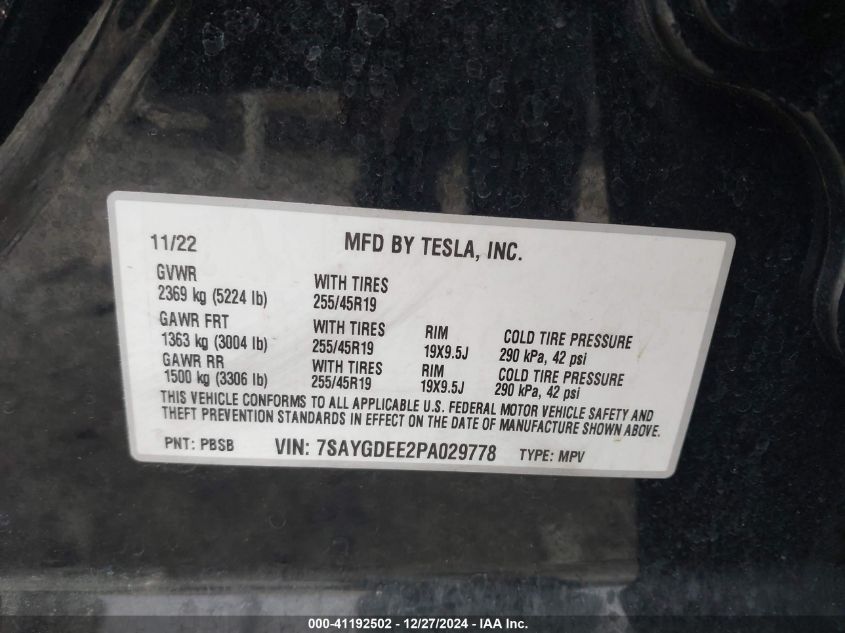 11/22 MFD BY TESLA, INC.
GVWR
2369 kg (5224 lb) WITH TIRES 255/45R19
GAWR FRT
1363 kg (3004 lb) WITH TIRES 255/45R19 RIM 19X9.5J COLD TIRE PRESSURE 290 kPa, 42 psi
GAWR RR
1500 kg (3306 lb) WITH TIRES 255/45R19 RIM 19X9.5J COLD TIRE PRESSURE 290 kPa, 42 psi
THIS VEHICLE CONFORMS TO ALL APPLICABLE U.S. FEDERAL MOTOR VEHICLE SAFETY AND
THEFT PREVENTION STANDARDS IN EFFECT ON THE DATE OF MANUFACTURE SHOWN ABOVE.
PNT: PBSB VIN: 7SAYGDEE2PA029778 TYPE: MPV
000-41192502 - 12/27/2024 - IAA Inc.